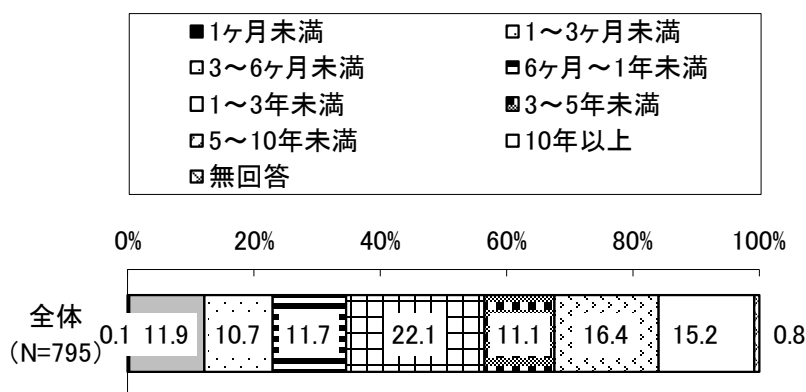 ■1ヶ月未満 □1～3ヶ月未満
□3～6ヶ月未満 6ヶ月～1年未満
□1～3年未満 3～5年未満
5～10年未満 □10年以上
無回答
0% 20% 40% 60% 80% 100%
全体
(N=795)
0.1 11.9 10.7 11.7 22.1 11.1 16.4 15.2 0.8